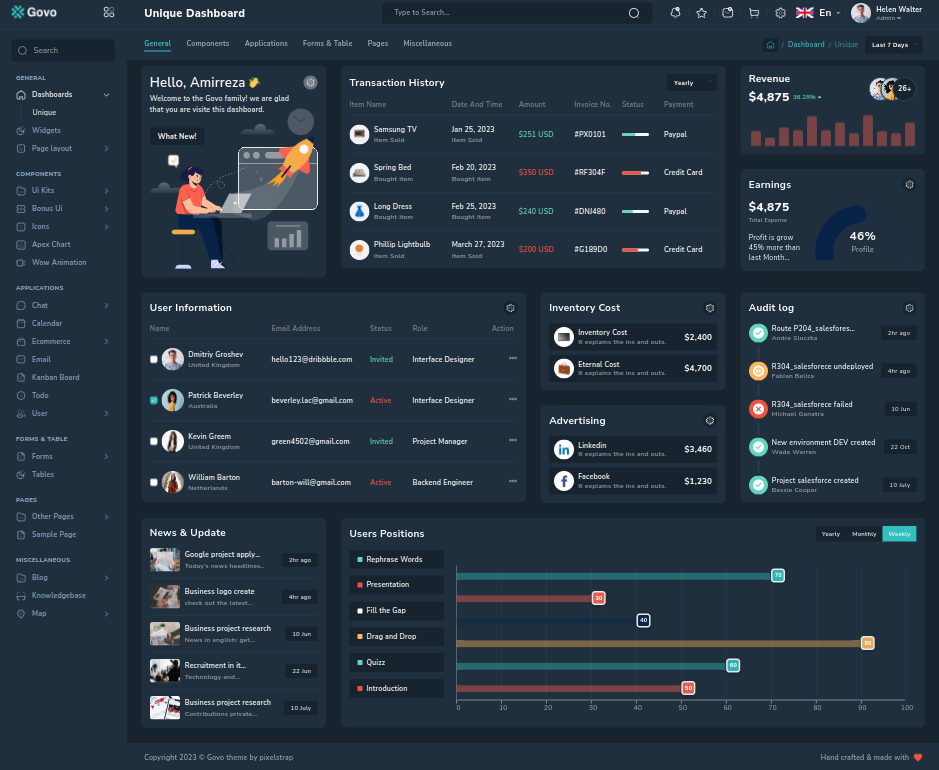 Govo
Unique Dashboard
Type to Search...
En
Helen Walter
Admin
Search
GENERAL
Dashboards
Unique
Widgets
Page layout
COMPONENTS
Ui Kits
Bonus Ui
Icons
Apex Chart
Wow Animation
APPLICATIONS
Chat
Calendar
Ecommerce
Email
Kanban Board
Todo
User
FORMS & TABLE
Forms
Tables
PAGES
Other Pages
Sample Page
MISCELLANEOUS
Blog
Knowledgebase
Map
General Components Applications Forms & Table Pages Miscellaneous
/ Dashboard / Unique
Last 7 Days
Hello, Amirreza
Welcome to the Govo family! we are glad
that you are visite this dashboard.
What New!
Transaction History
Yearly
Item Name Date And Time Amount Invoice No. Status Payment
Samsung TV Jan 25, 2023 $251 USD #PX0101 Paypal
Item Sold Item Sold
Spring Bed Feb 20, 2023 $350 USD #RF304F Credit Card
Bought Item Bought Item
Long Dress Feb 25, 2023 $240 USD #DNJ480 Paypal
Bought Item Bought Item
Phillip Lightbulb March 27, 2023 $200 USD #G189D0 Credit Card
Item Sold Item Sold
Revenue
$4,875 36.28%
26+
Earnings
$4,875
Total Expense
Profit is grow
45% more than
last Month...
46%
Profile
User Information
Name Email Address Status Role Action
Dmitriy Groshev hello123@dribbble.com Invited Interface Designer
United Kingdom
Patrick Beverley beverley.lac@gmail.com Active Interface Designer
Australia
Kevin Greem green4502@gmail.com Invited Project Manager
United Kingdom
William Barton barton-will@gmail.com Active Backend Engineer
Netherlands
Inventory Cost
Inventory Cost $2,400
It explains the ins and outs.
Eternal Cost $4,700
It explains the ins and outs.
Advertising
Linkedin $3,460
It explains the ins and outs.
Facebook $1,230
It explains the ins and outs.
Audit log
Route P204_salesfores... 2hr ago
Andre Sluczka
R304_salesforece undeployed 4hr ago
Fabian Beliza
R304_salesforece failed 10 Jun
Michael Ganatra
New environment DEV created 22 Oct
Wade Warren
Project salesforce created 10 July
Bessie Cooper
News & Update
Google project apply... 2hr ago
Today's news headlines..
Business logo create 4hr ago
check out the latest...
Business project research 10 Jun
News in english: get...
Recruitment in it... 22 Jun
Technology and...
Business project research 10 July
Contributions private...
Users Positions
Yearly Monthly Weekly
Rephrase Words
Presentation
Fill the Gap
Drag and Drop
Quizz
Introduction
70
30
40
90
60
50
0 10 20 30 40 50 60 70 80 90 100
Copyright 2023 © Govo theme by pixelstrap
Hand crafted & made with